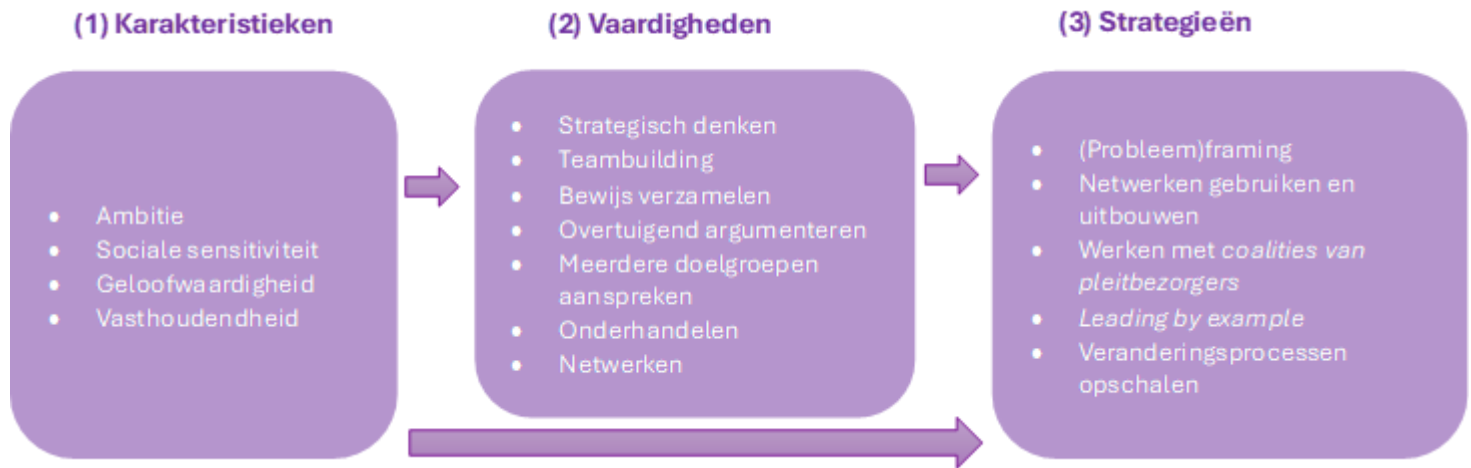 (1) Karakteristieken
(2) Vaardigheden
(3) Strategieën
• Ambitie
• Sociale sensitiviteit
• Geloofwaardigheid
• Vasthoudendheid
• Strategisch denken
• Teambuilding
• Bewijs verzamelen
• Overtuigend argumenteren
• Meerdere doelgroepen
aanspreken
• Onderhandelen
• Netwerken
• (Probleem)framing
• Netwerken gebruiken en
uitbouwen
• Werken met coalities van
pleitbezorgers
• Leading by example
• Veranderingsprocessen
opschalen